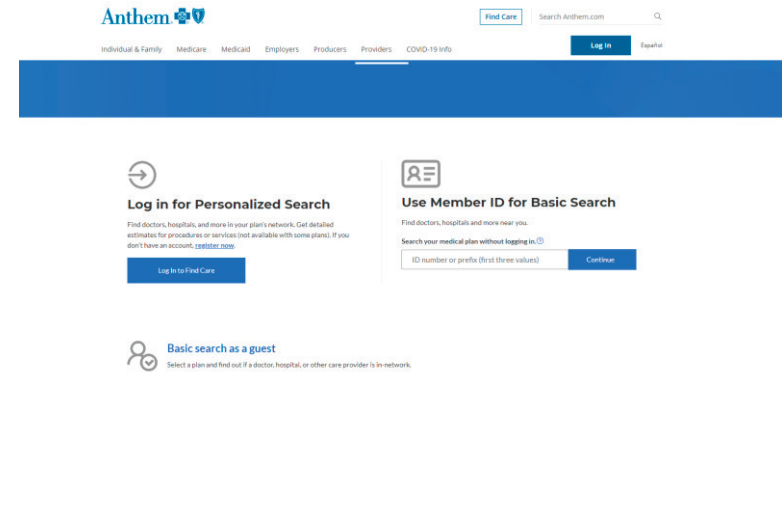 Anthem
Find Care
Search Anthem.com
Individual & Family Medicare Medicaid Employers Producers Providers COVID-19 Info
Log In
Español
Log in for Personalized Search
Find doctors, hospitals, and more in your plan's network. Get detailed
estimates for procedures or services (not available with some plans). If you
don't have an account, register now.
Log In to Find Care
Use Member ID for Basic Search
Find doctors, hospitals and more near you.
Search your medical plan without logging in.
ID number or prefix (first three values)
Continue
Basic search as a guest
Select a plan and find out if a doctor, hospital, or other care provider is in-network.